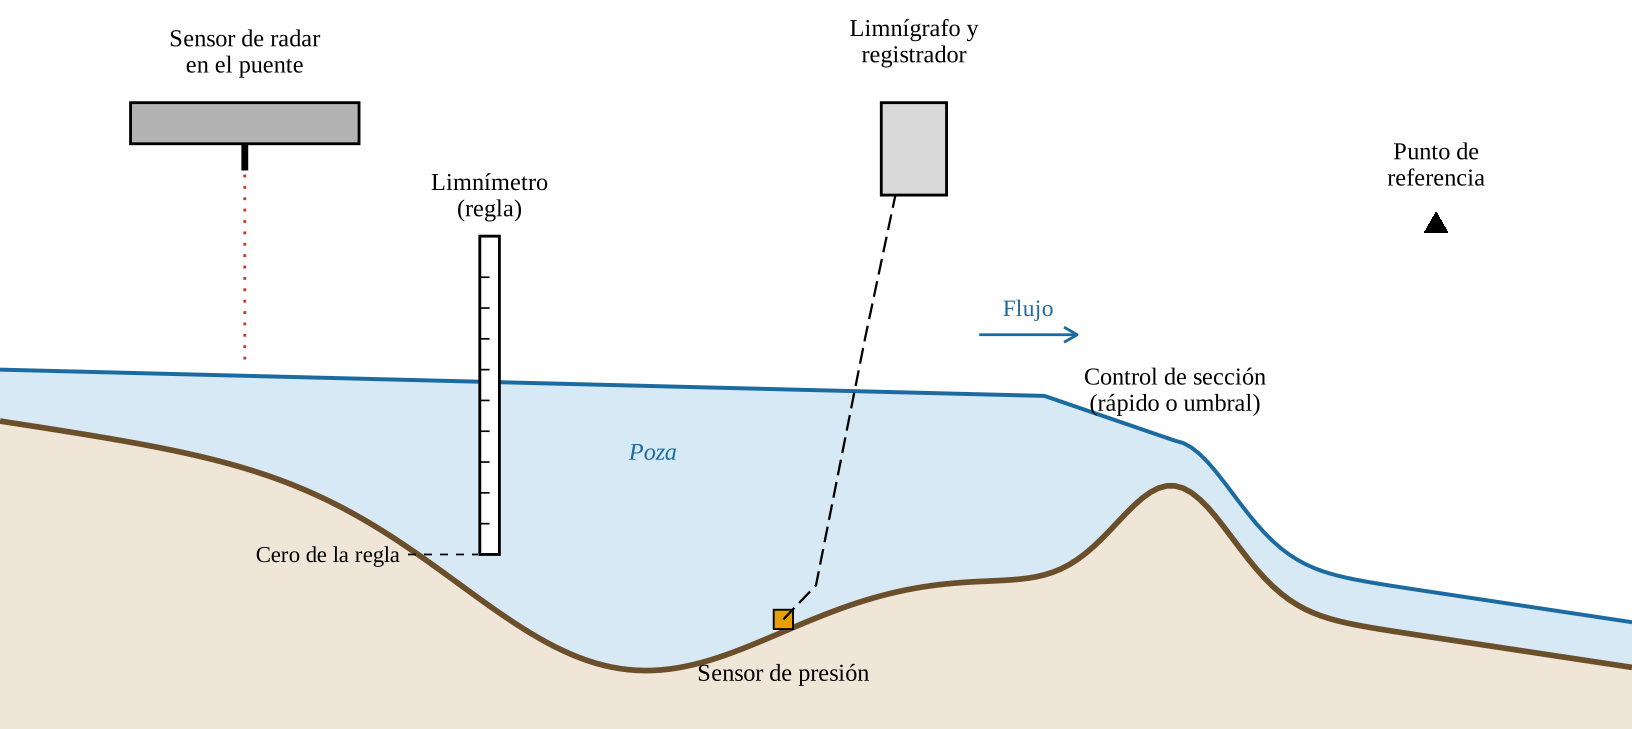 Sensor de radar
en el puente
Limnígrafo y
registrador
Limnímetro
(regla)
Punto de
referencia
Flujo
Control de sección
(rápido o umbral)
Poza
Cero de la regla
Sensor de presión